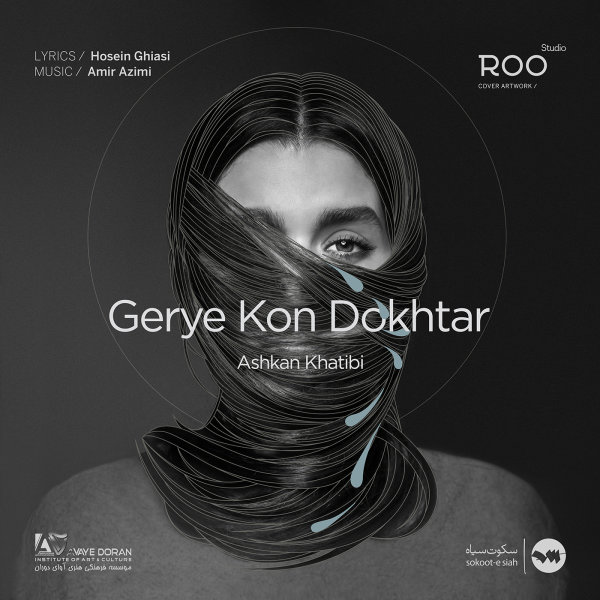 LYRICS / Hosein Ghiasi
MUSIC / Amir Azimi
Studio
ROO
COVER ARTWORK /
Gerye Kon Dokhtar
Ashkan Khatibi
AVAYE DORAN
INSTITUTE OF ART & CULTURE
موسسه فرهنگی هنری آوای دوران
سکوت سیاه
sokoot-e siah